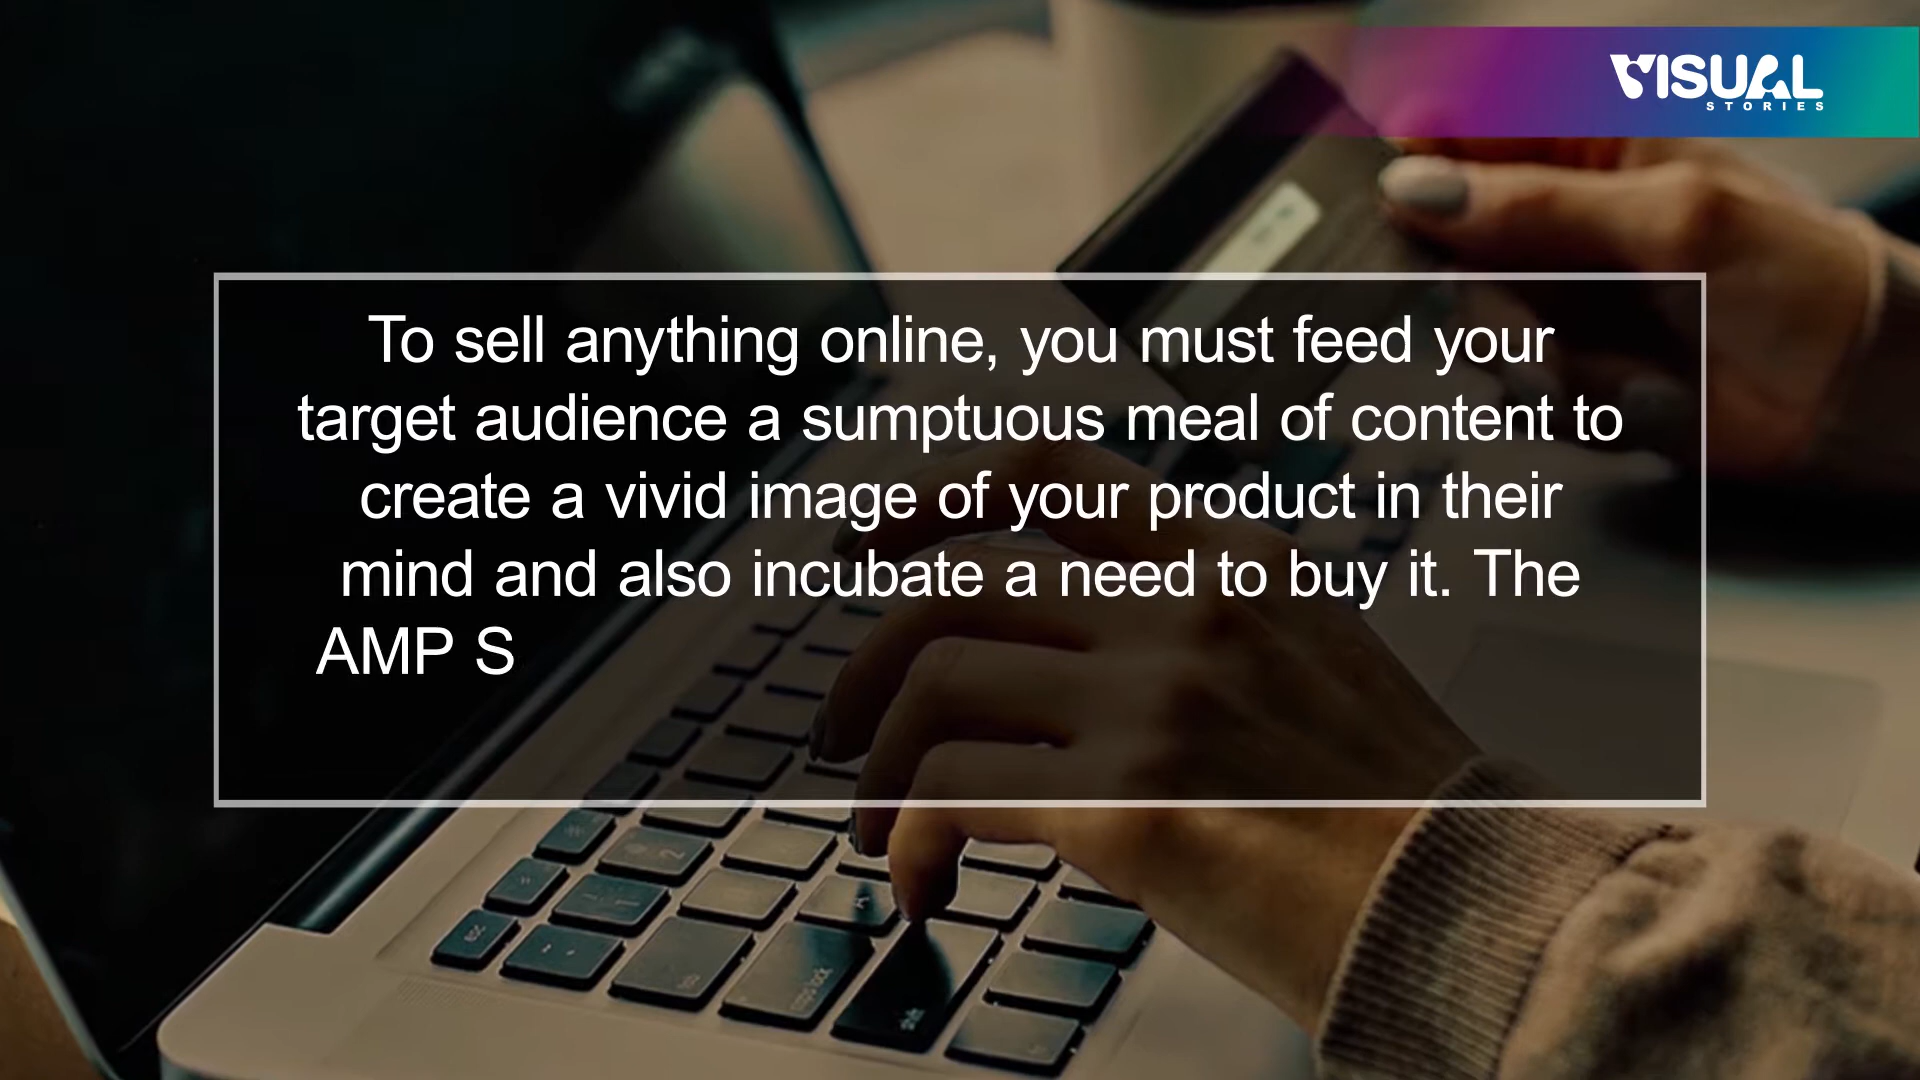 VISUAL
STORIES
To sell anything online, you must feed your
target audience a sumptuous meal of content to
create a vivid image of your product in their
mind and also incubate a need to buy it. The
AMP S
esc